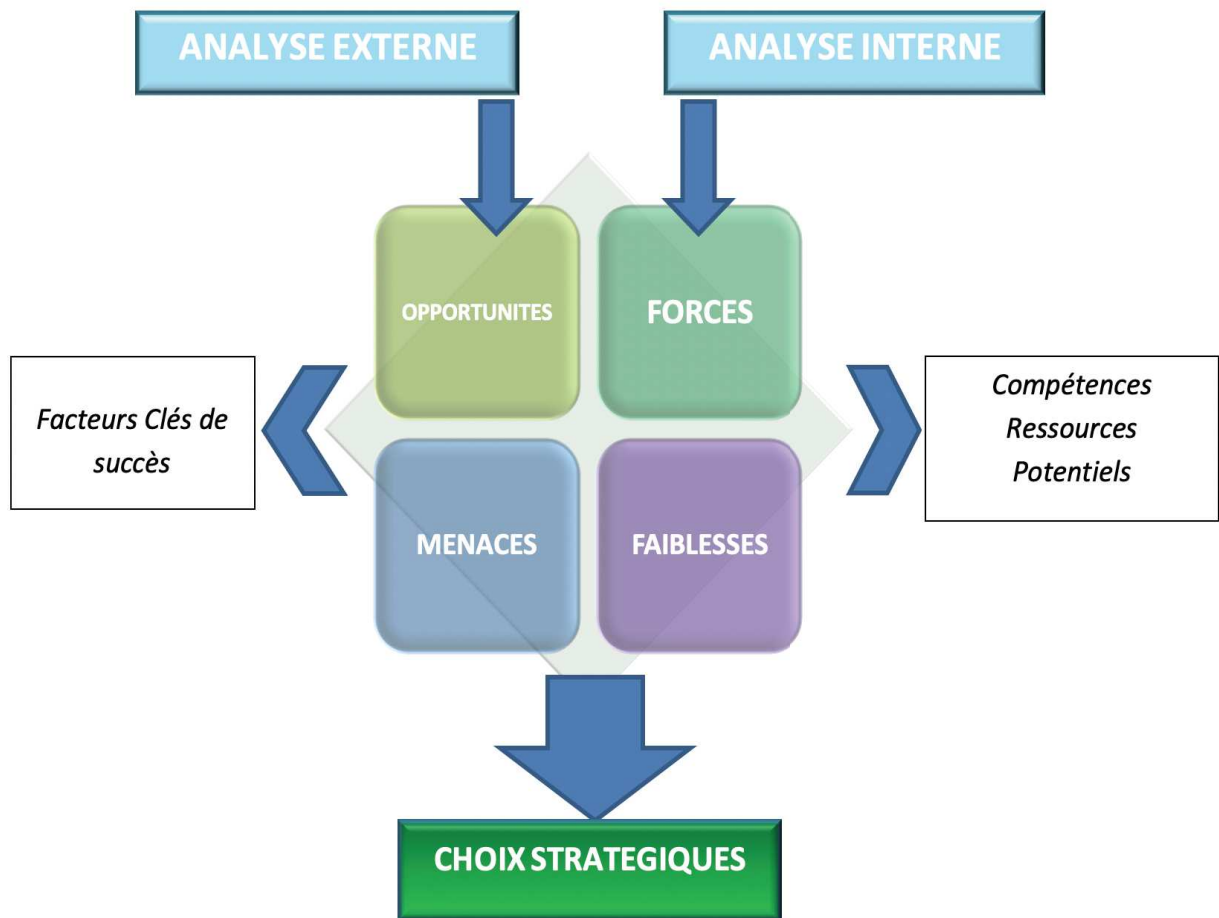 ANALYSE EXTERNE
ANALYSE INTERNE
OPPORTUNITES
FORCES
Facteurs Clés de
succès
Compétences
Ressources
Potentiels
MENACES
FAIBLESSES
CHOIX STRATEGIQUES